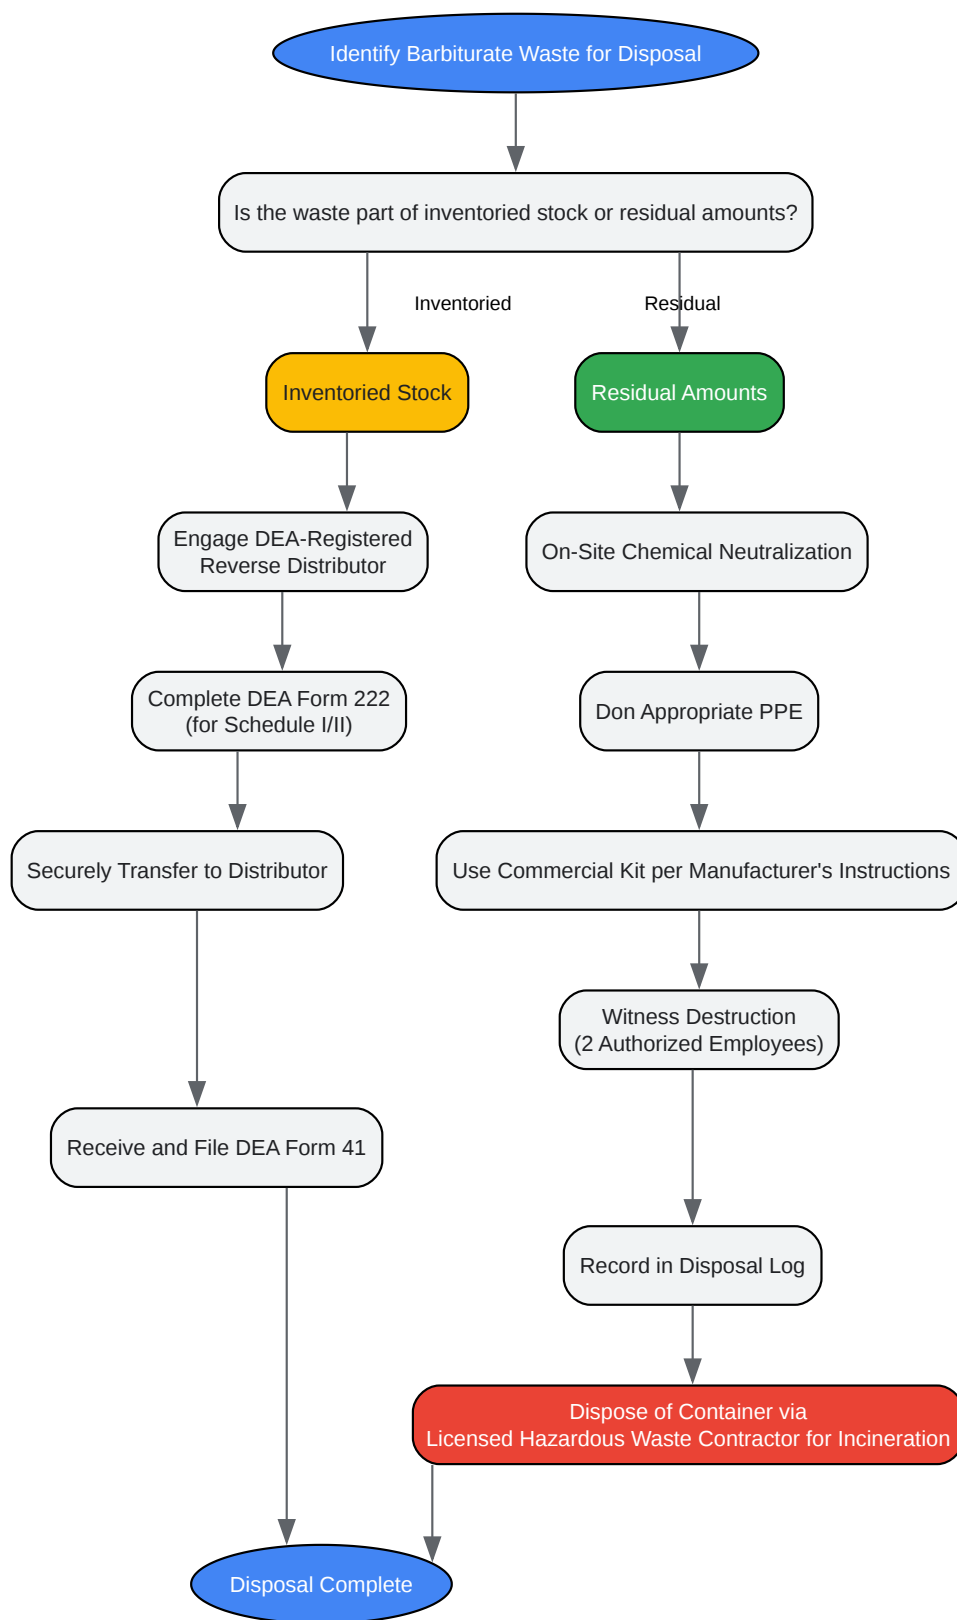 Identify Barbiturate Waste for Disposal
Is the waste part of inventoried stock or residual amounts?
Inventoried
Residual
Inventoried Stock
Residual Amounts
Engage DEA-Registered
Reverse Distributor
On-Site Chemical Neutralization
Complete DEA Form 222
(for Schedule I/II)
Don Appropriate PPE
Securely Transfer to Distributor
Use Commercial Kit per Manufacturer's Instructions
Witness Destruction
(2 Authorized Employees)
Receive and File DEA Form 41
Record in Disposal Log
Dispose of Container via
Licensed Hazardous Waste Contractor for Incineration
Disposal Complete